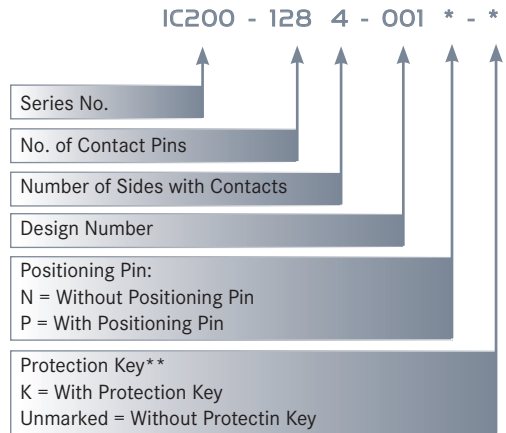 IC200 - 128 4 - 001 * - *
Series No.
No. of Contact Pins
Number of Sides with Contacts
Design Number
Positioning Pin:
N = Without Positioning Pin
P = With Positioning Pin
Protection Key**
K = With Protection Key
Unmarked = Without Protectin Key